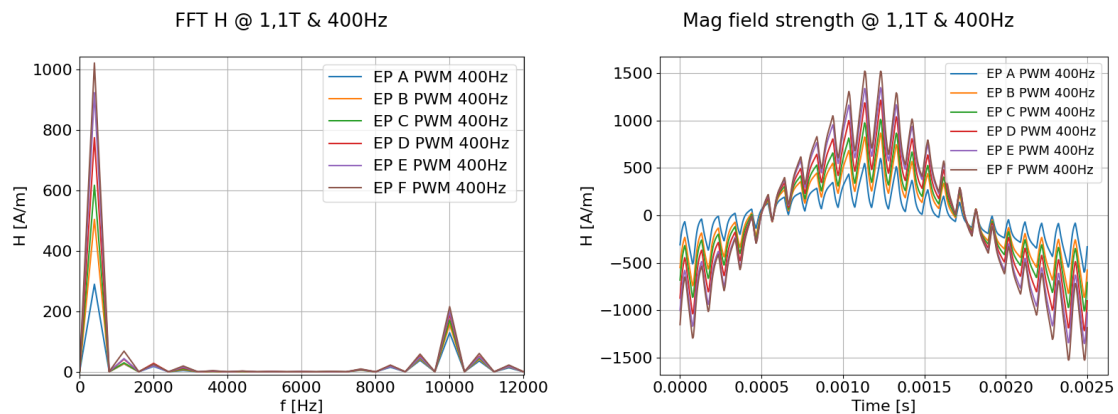 FFT H @ 1,1T & 400Hz
H [A/m]
1000
800
600
400
200
0
EP A PWM 400Hz
EP B PWM 400Hz
EP C PWM 400Hz
EP D PWM 400Hz
EP E PWM 400Hz
EP F PWM 400Hz
0 2000 4000 6000 8000 10000 12000
f [Hz]
Mag field strength @ 1,1T & 400Hz
H [A/m]
1500
1000
500
0
−500
−1000
−1500
EP A PWM 400Hz
EP B PWM 400Hz
EP C PWM 400Hz
EP D PWM 400Hz
EP E PWM 400Hz
EP F PWM 400Hz
0.0000 0.0005 0.0010 0.0015 0.0020 0.0025
Time [s]